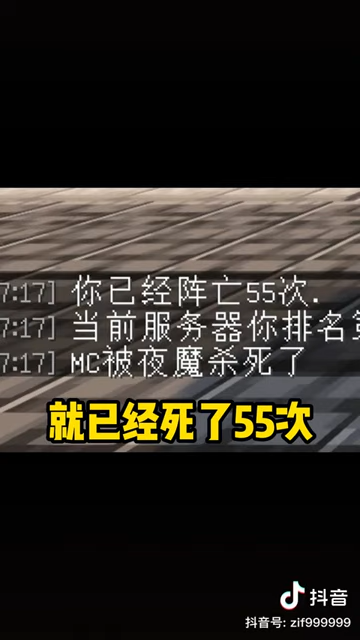 7:17] 你已经阵亡55次.
7:17] 当前服务器你排名第
7:17] MC被夜魔杀死了
就已经死了55次
抖音
抖音号: zif999999